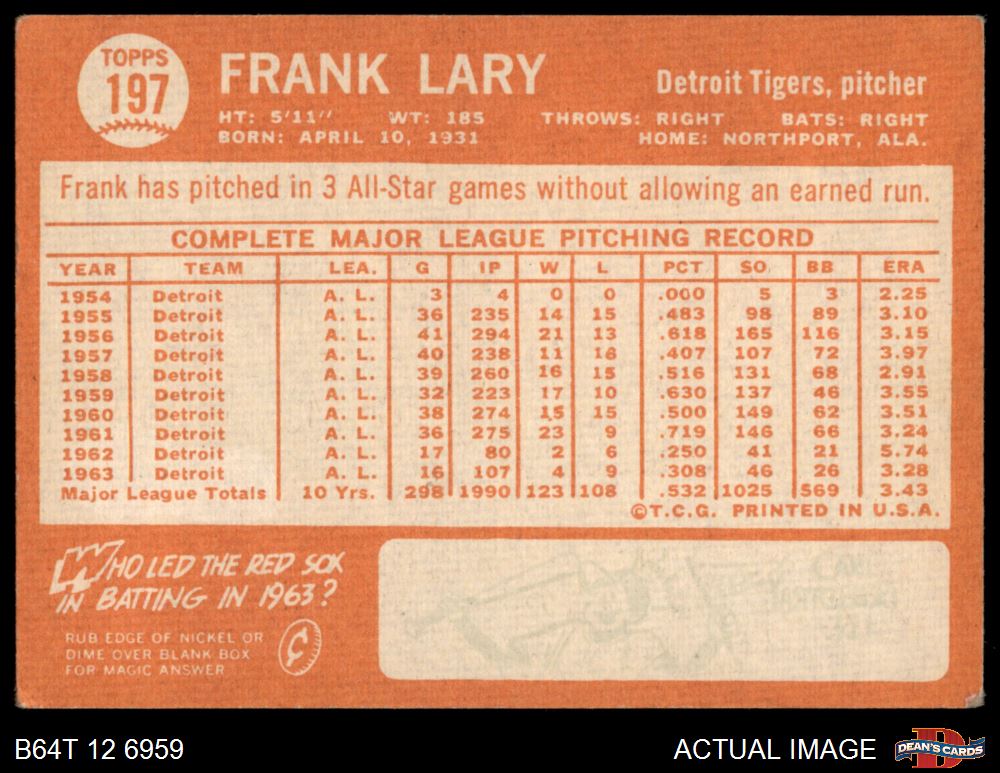 TOPPS
197
FRANK LARY
Detroit Tigers, pitcher
HT: 5'11" WT: 185 THROWS: RIGHT BATS: RIGHT
BORN: APRIL 10, 1931 HOME: NORTHPORT, ALA.
Frank has pitched in 3 All-Star games without allowing an earned run.
COMPLETE MAJOR LEAGUE PITCHING RECORD
YEAR TEAM LEA. G IP W L PCT SO BB ERA
1954 Detroit A. L. 3 4 0 0 .000 5 3 2.25
1955 Detroit A. L. 36 235 14 15 .483 98 89 3.10
1956 Detroit A. L. 41 294 21 13 .618 165 116 3.15
1957 Detroit A. L. 40 238 11 16 .407 107 72 3.97
1958 Detroit A. L. 39 260 16 15 .516 131 68 2.91
1959 Detroit A. L. 32 223 17 10 .630 137 46 3.55
1960 Detroit A. L. 38 274 15 15 .500 149 62 3.51
1961 Detroit A. L. 36 275 23 9 .719 146 66 3.24
1962 Detroit A. L. 17 80 2 6 .250 41 21 5.74
1963 Detroit A. L. 16 107 4 9 .308 46 26 3.28
Major League Totals 10 Yrs. 298 1990 123 108 .532 1025 569 3.43
©T.C.G. PRINTED IN U.S.A.
WHO LED THE RED SOX
IN BATTING IN 1963?
RUB EDGE OF NICKEL OR
DIME OVER BLANK BOX
FOR MAGIC ANSWER
¢
B64T 12 6959
ACTUAL IMAGE
DEAN'S CARDS